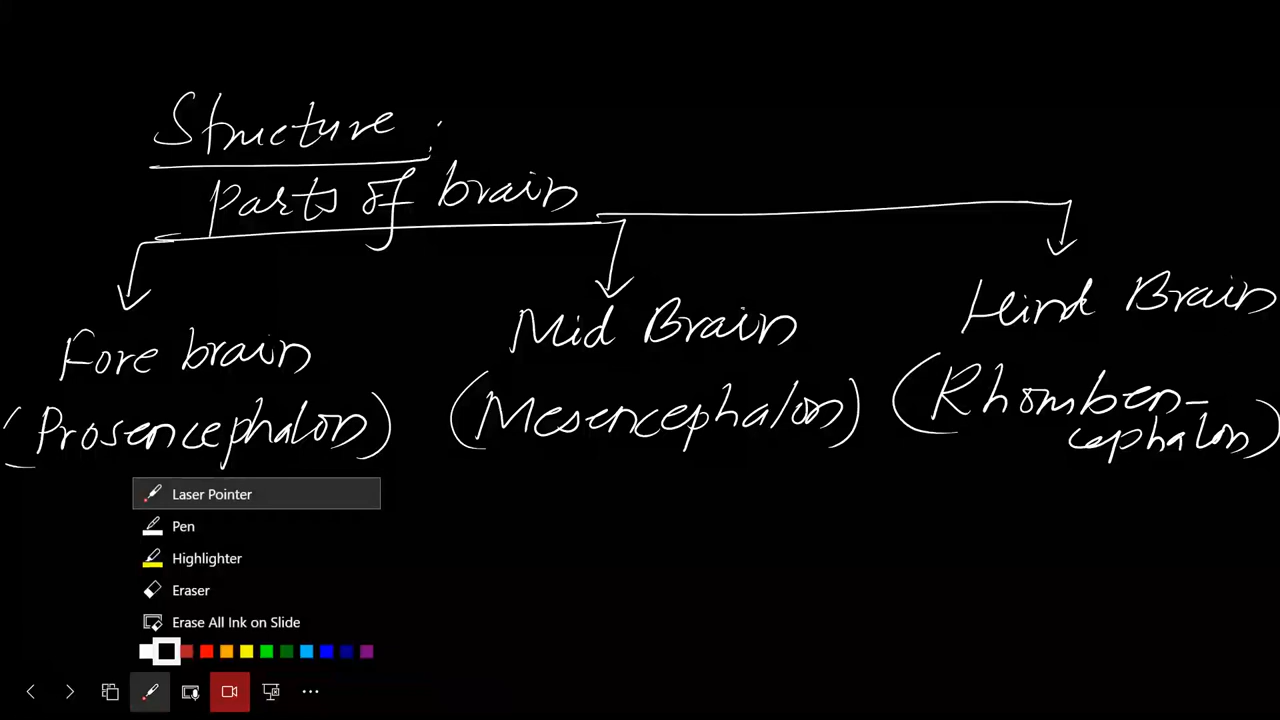 Structure :
Parts of brain
Fore brain
(Prosencephalon)
Mid Brain
(Mesencephalon)
Hind Brain
(Rhomben-
cephalon)
Laser Pointer
Pen
Highlighter
Eraser
Erase All Ink on Slide